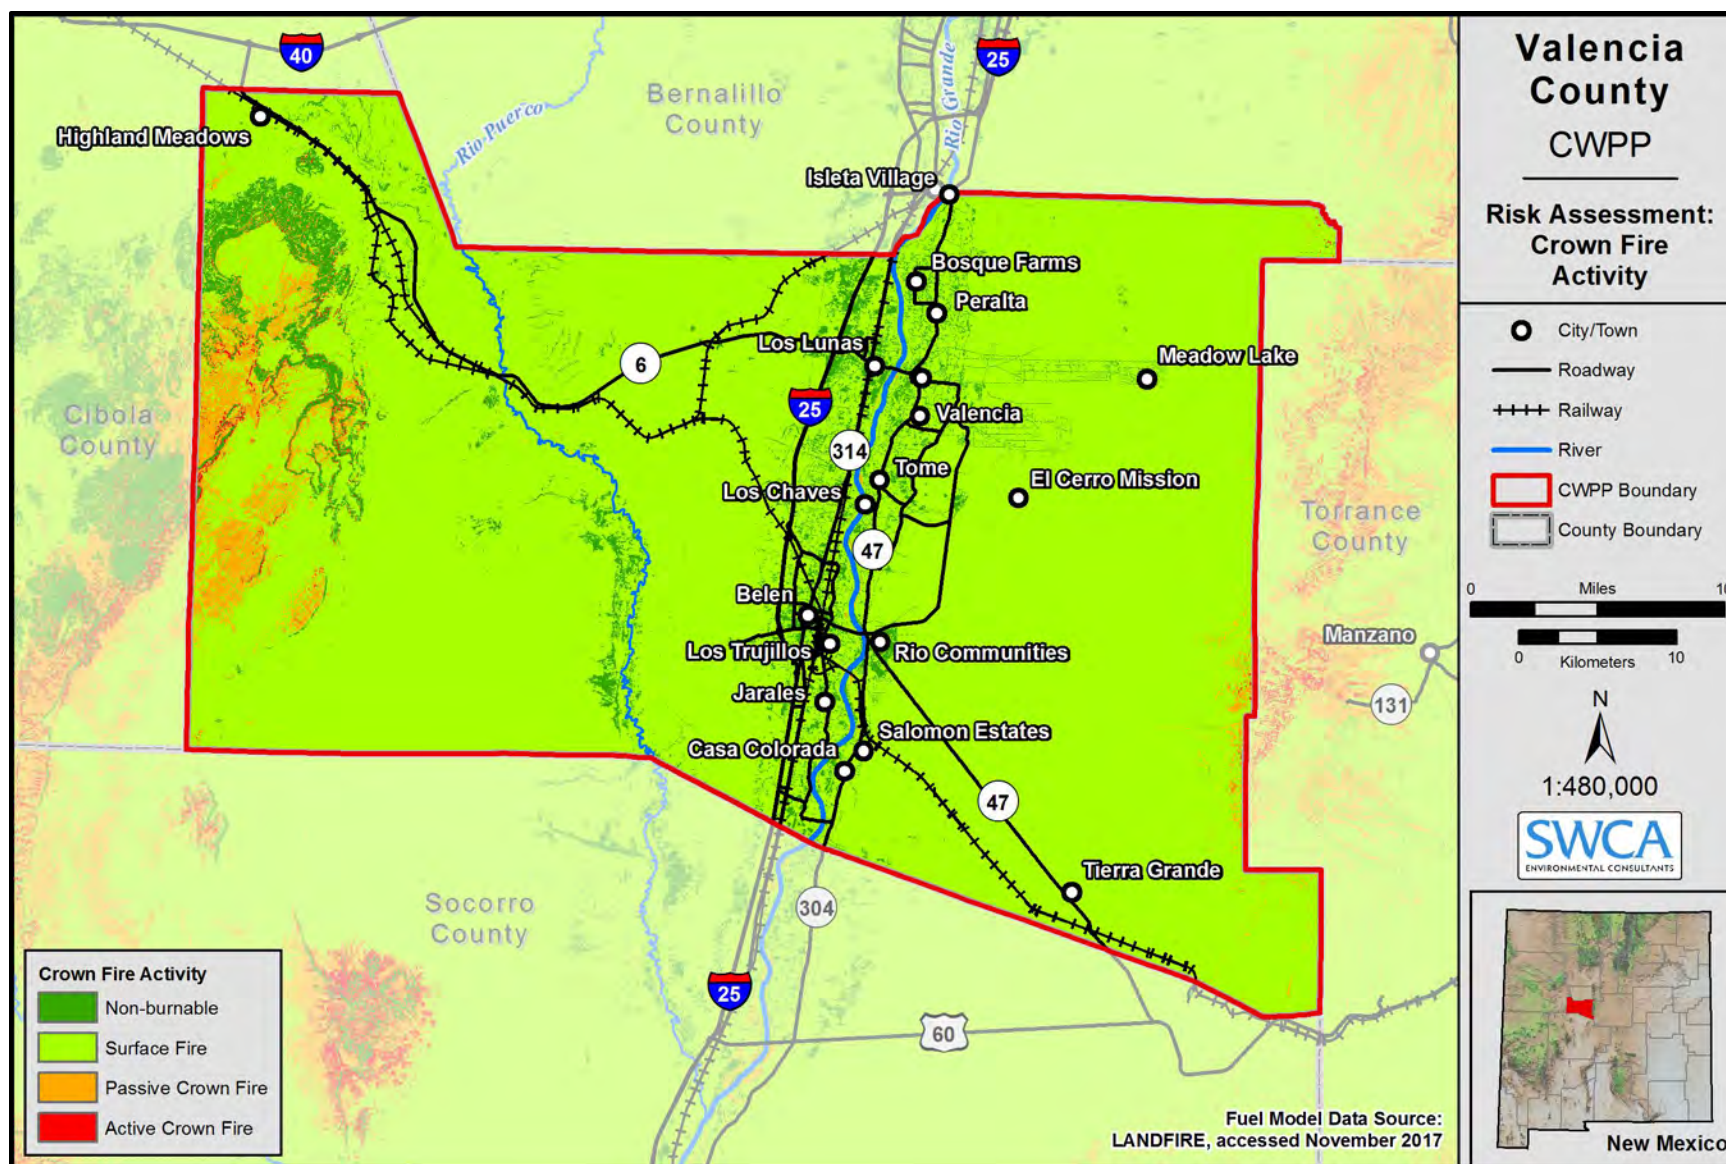 40
25
Rio Puerco
Rio Grande
Bernalillo
County
Highland Meadows
Isleta Village
Bosque Farms
Peralta
Los Lunas
Meadow Lake
6
25
Valencia
Cibola
County
314
Tome
El Cerro Mission
Los Chaves
Torrance
County
47
Belen
Manzano
Los Trujillos
Rio Communities
Jarales
131
Salomon Estates
Casa Colorada
47
Tierra Grande
304
Socorro
County
25
60
Crown Fire Activity
Non-burnable
Surface Fire
Passive Crown Fire
Active Crown Fire
Fuel Model Data Source:
LANDFIRE, accessed November 2017
Valencia
County
CWPP
Risk Assessment:
Crown Fire
Activity
City/Town
Roadway
Railway
River
CWPP Boundary
County Boundary
0 Miles 10
0 Kilometers 10
N
1:480,000
SWCA
ENVIRONMENTAL CONSULTANTS
New Mexico